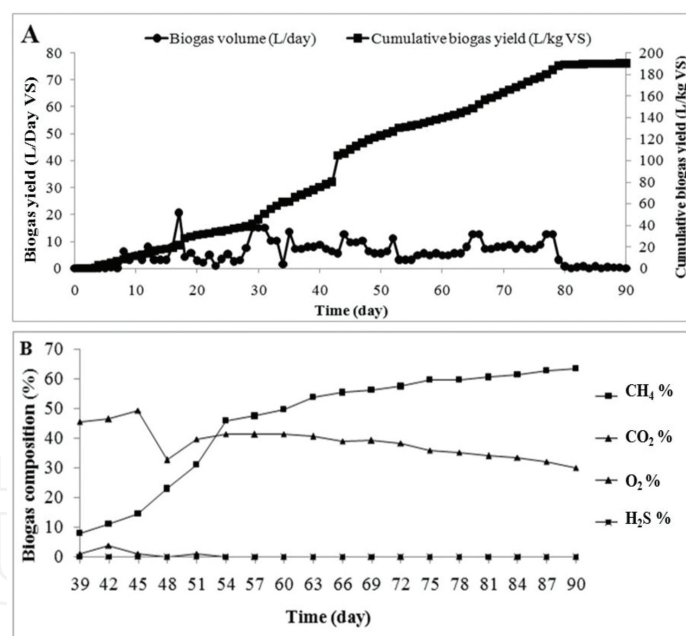 A
Biogas volume (L/day) Cumulative biogas yield (L/kg VS)
80 70 60 50 40 30 20 10 0
Biogas yield (L/Day VS)
200 180 160 140 120 100 80 60 40 20 0
Cumulative biogas yield (L/kg VS)
0 10 20 30 40 50 60 70 80 90
Time (day)
B
70 60 50 40 30 20 10 0
Biogas composition (%)
CH₄ %
CO₂ %
O₂ %
H₂S %
39 42 45 48 51 54 57 60 63 66 69 72 75 78 81 84 87 90
Time (day)